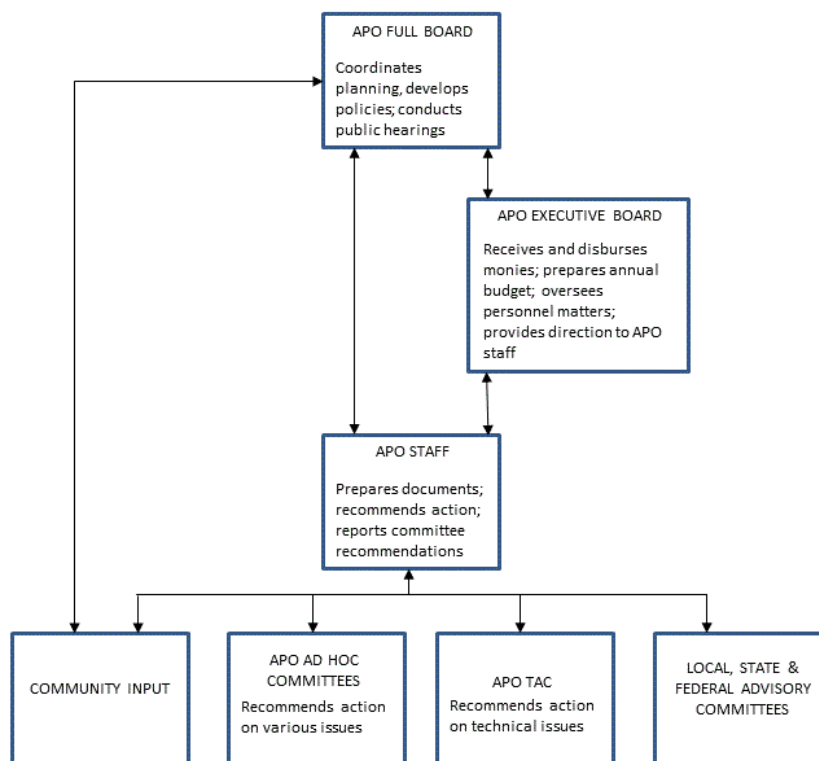 APO FULL BOARD
Coordinates
planning, develops
policies; conducts
public hearings
APO EXECUTIVE BOARD
Receives and disburses
monies; prepares annual
budget; oversees
personnel matters;
provides direction to APO
staff
APO STAFF
Prepares documents;
recommends action;
reports committee
recommendations
COMMUNITY INPUT
APO AD HOC
COMMITTEES
Recommends action
on various issues
APO TAC
Recommends action
on technical issues
LOCAL, STATE &
FEDERAL ADVISORY
COMMITTEES